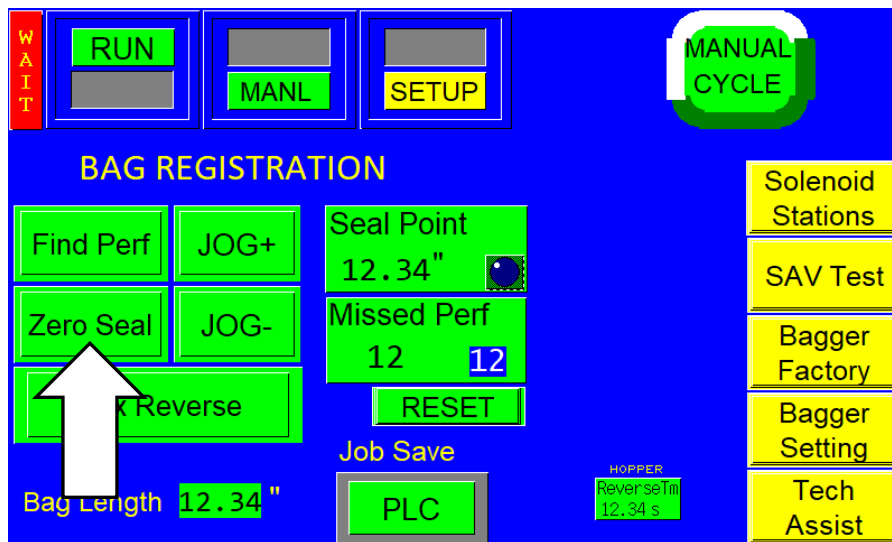 WAIT
RUN
MANL
SETUP
MANUAL
CYCLE
BAG REGISTRATION
Find Perf
JOG+
Seal Point
12.34"
Zero Seal
JOG-
Missed Perf
12 12
x Reverse
RESET
Job Save
Bag Length 12.34 "
PLC
HOPPER
ReverseTm
12.34 s
Solenoid
Stations
SAV Test
Bagger
Factory
Bagger
Setting
Tech
Assist